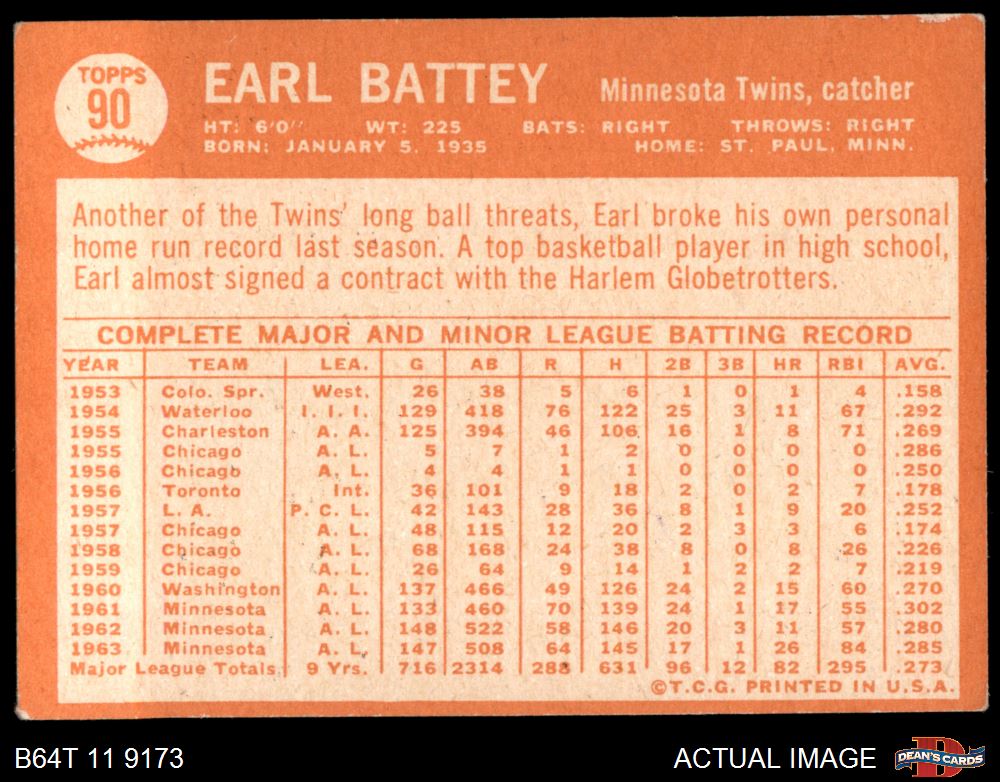 TOPPS
90
EARL BATTEY
Minnesota Twins, catcher
HT: 6'0" WT: 225 BATS: RIGHT THROWS: RIGHT
BORN: JANUARY 5, 1935 HOME: ST. PAUL, MINN.
Another of the Twins' long ball threats, Earl broke his own personal
home run record last season. A top basketball player in high school,
Earl almost signed a contract with the Harlem Globetrotters.
COMPLETE MAJOR AND MINOR LEAGUE BATTING RECORD
YEAR TEAM LEA. G AB R H 2B 3B HR RBI AVG.
1953 Colo. Spr. West. 26 38 5 6 1 0 1 4 .158
1954 Waterloo I. I. I. 129 418 76 122 25 3 11 67 .292
1955 Charleston A. A. 125 394 46 106 16 1 8 71 .269
1955 Chicago A. L. 5 7 1 2 0 0 0 0 .286
1956 Chicago A. L. 4 4 1 1 0 0 0 0 .250
1956 Toronto Int. 36 101 9 18 2 0 2 7 .178
1957 L. A. P. C. L. 42 143 28 36 8 1 9 20 .252
1957 Chicago A. L. 48 115 12 20 2 3 3 6 .174
1958 Chicago A. L. 68 168 24 38 8 0 8 26 .226
1959 Chicago A. L. 26 64 9 14 1 2 2 7 .219
1960 Washington A. L. 137 466 49 126 24 2 15 60 .270
1961 Minnesota A. L. 133 460 70 139 24 1 17 55 .302
1962 Minnesota A. L. 148 522 58 146 20 3 11 57 .280
1963 Minnesota A. L. 147 508 64 145 17 1 26 84 .285
Major League Totals 9 Yrs. 716 2314 288 631 96 12 82 295 .273
©T.C.G. PRINTED IN U.S.A.
B64T 11 9173
ACTUAL IMAGE
D
DEAN'S CARDS